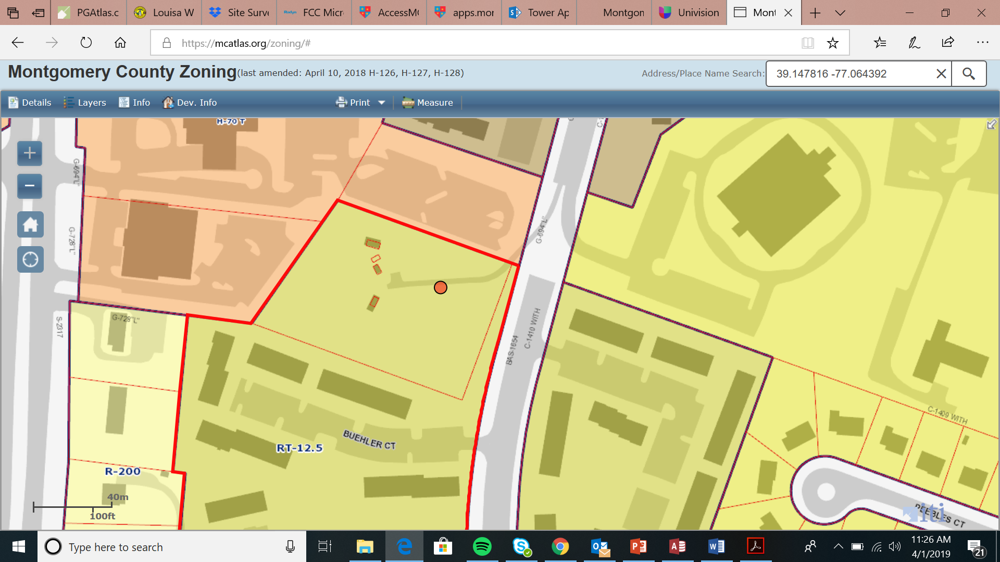 PGAtlas.c
Louisa W
Site Surve
FCC Micr
AccessMC
apps.mor
Tower Ap
Montgon
Univision
Mont
https://mcatlas.org/zoning/#
Montgomery County Zoning(last amended: April 10, 2018 H-126, H-127, H-128)
Address/Place Name Search:
39.147816 -77.064392
Details
Layers
Info
Dev. Info
Print
Measure
H-70 T
G-694"L"
G-728"L"
G-694"L"
G-728"L"
S-2317
C-1410 WITH
BAS-1654
BUEHLER CT
RT-12.5
R-200
C-1409 WITH
PEEBLES CT
iti
40m
100ft
Type here to search
11:26 AM
4/1/2019
21